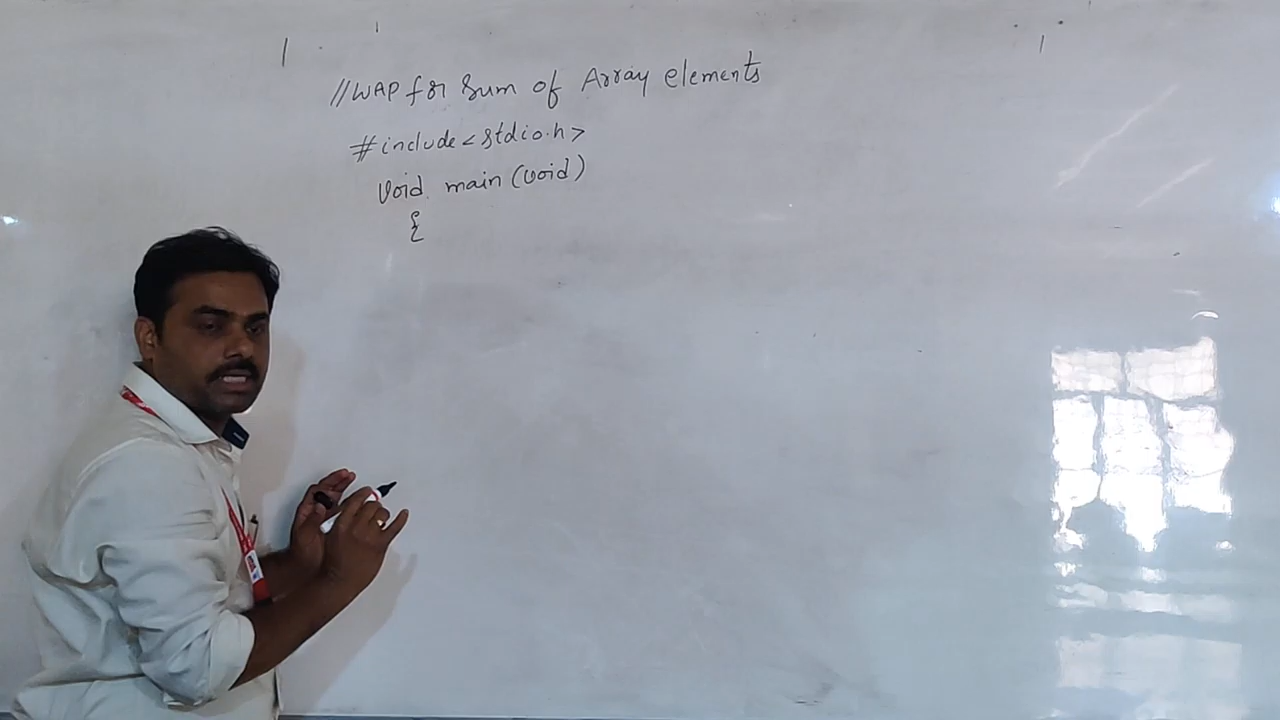 //WAP for Sum of Array elements
#include<stdio.h>
void main(void)
{